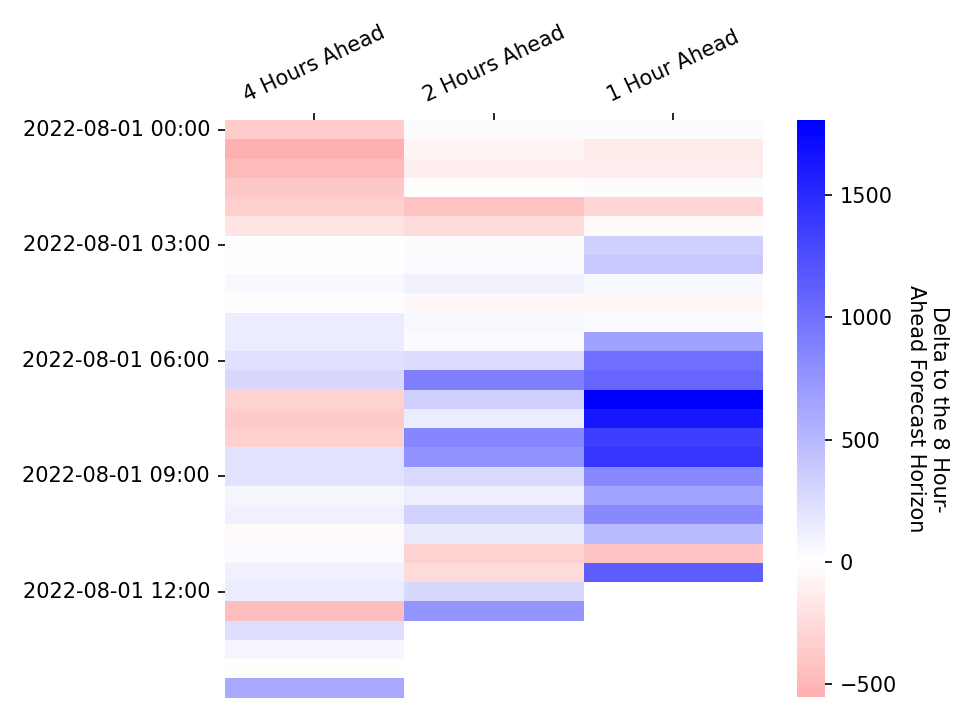 4 Hours Ahead
2 Hours Ahead
1 Hour Ahead
2022-08-01 00:00
2022-08-01 03:00
2022-08-01 06:00
2022-08-01 09:00
2022-08-01 12:00
1500
1000
500
0
−500
Delta to the 8 Hour-
Ahead Forecast Horizon